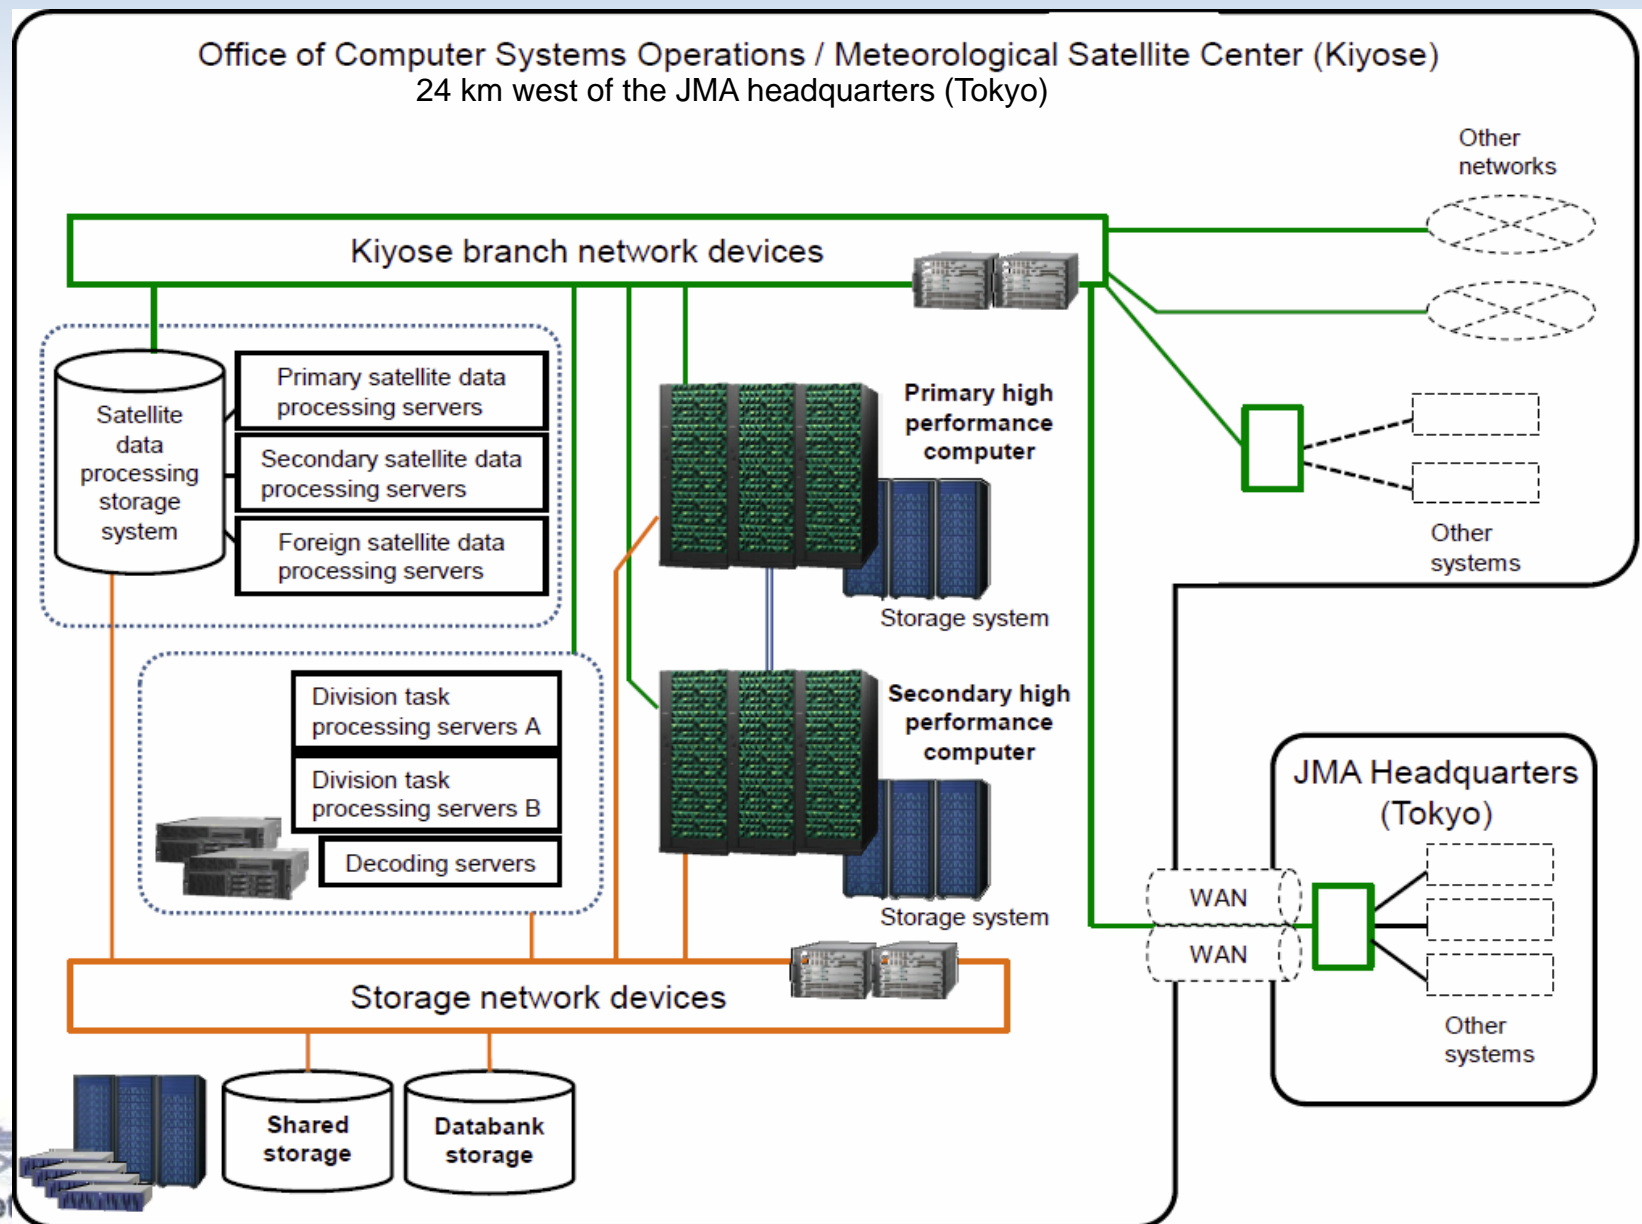 Office of Computer Systems Operations / Meteorological Satellite Center (Kiyose)
24 km west of the JMA headquarters (Tokyo)
Other
networks
Kiyose branch network devices
Satellite
data
processing
storage
system
Primary satellite data
processing servers
Secondary satellite data
processing servers
Foreign satellite data
processing servers
Primary high
performance
computer
Storage system
Other
systems
Division task
processing servers A
Division task
processing servers B
Decoding servers
Secondary high
performance
computer
Storage system
JMA Headquarters
(Tokyo)
WAN
WAN
Other
systems
Storage network devices
Shared
storage
Databank
storage